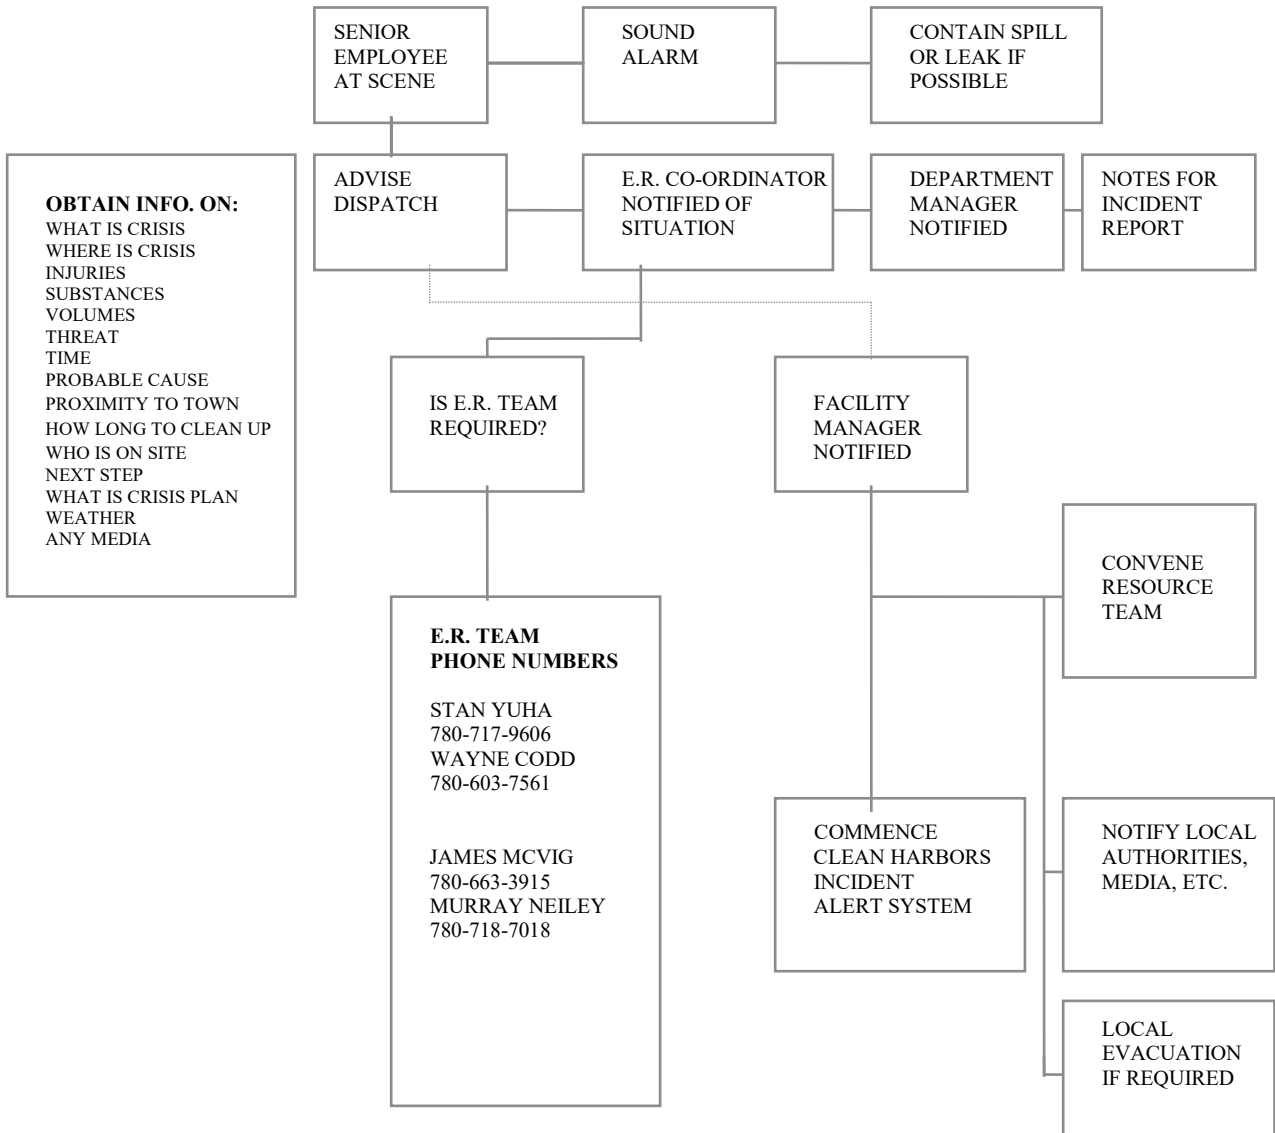 SENIOR
EMPLOYEE
AT SCENE
SOUND
ALARM
CONTAIN SPILL
OR LEAK IF
POSSIBLE
OBTAIN INFO. ON:
WHAT IS CRISIS
WHERE IS CRISIS
INJURIES
SUBSTANCES
VOLUMES
THREAT
TIME
PROBABLE CAUSE
PROXIMITY TO TOWN
HOW LONG TO CLEAN UP
WHO IS ON SITE
NEXT STEP
WHAT IS CRISIS PLAN
WEATHER
ANY MEDIA
ADVISE
DISPATCH
E.R. CO-ORDINATOR
NOTIFIED OF
SITUATION
DEPARTMENT
MANAGER
NOTIFIED
NOTES FOR
INCIDENT
REPORT
IS E.R. TEAM
REQUIRED?
FACILITY
MANAGER
NOTIFIED
E.R. TEAM
PHONE NUMBERS
STAN YUHA
780-717-9606
WAYNE CODD
780-603-7561
JAMES MCVIG
780-663-3915
MURRAY NEILEY
780-718-7018
CONVENE
RESOURCE
TEAM
COMMENCE
CLEAN HARBORS
INCIDENT
ALERT SYSTEM
NOTIFY LOCAL
AUTHORITIES,
MEDIA, ETC.
LOCAL
EVACUATION
IF REQUIRED